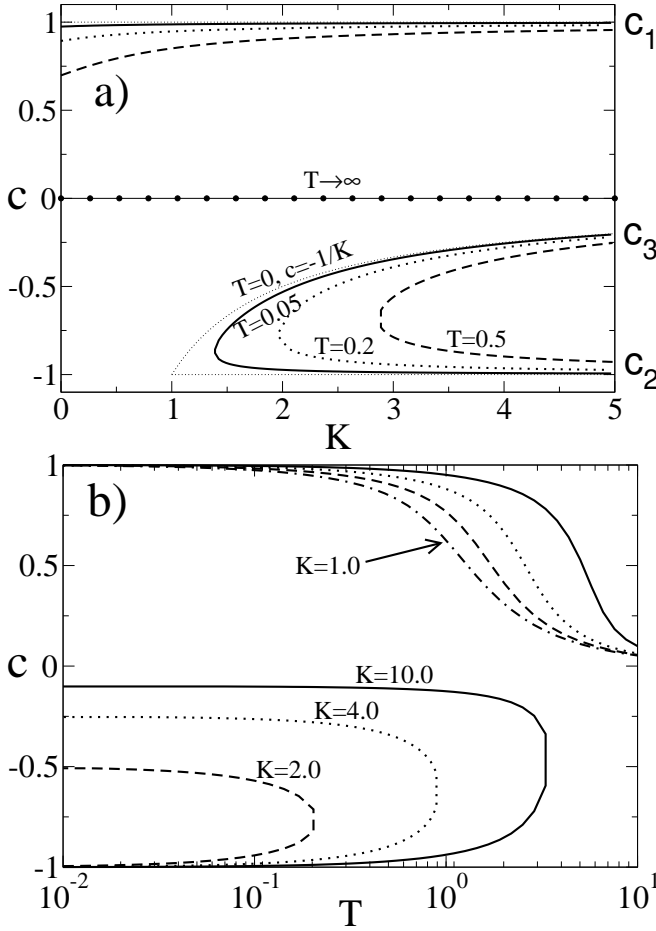 1
0.5
0
-0.5
-1
c
a)
T→∞
T=0, c=-1/K
T=0.05
T=0.2
T=0.5
c₁
c₃
c₂
0
1
2
3
4
5
K
1
0.5
0
-0.5
-1
c
b)
K=1.0
K=10.0
K=4.0
K=2.0
10⁻²
10⁻¹
10⁰
10¹
T